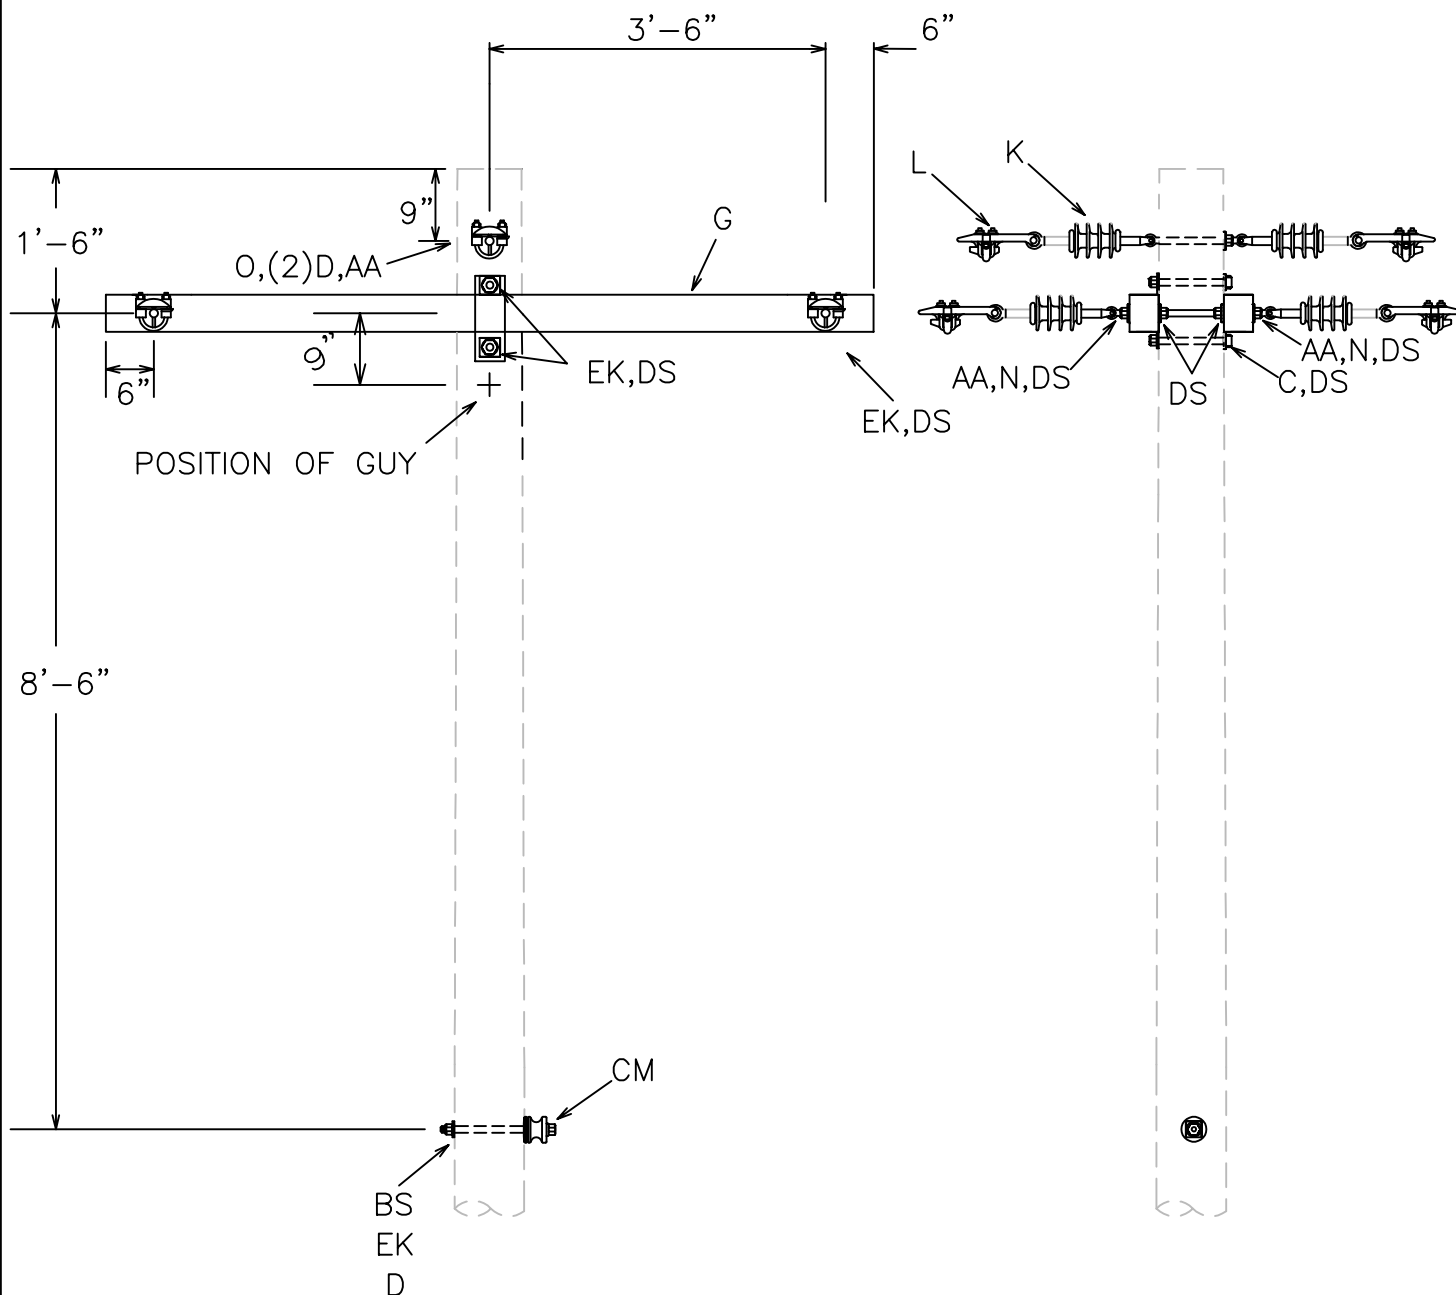 3’–6”
6”
L
K
9”
G
1’–6”
O,(2)D,AA
9”
EK,DS
6”
AA,N,DS
AA,N,DS
DS
C,DS
EK,DS
POSITION OF GUY
8’–6”
CM
BS
EK
D